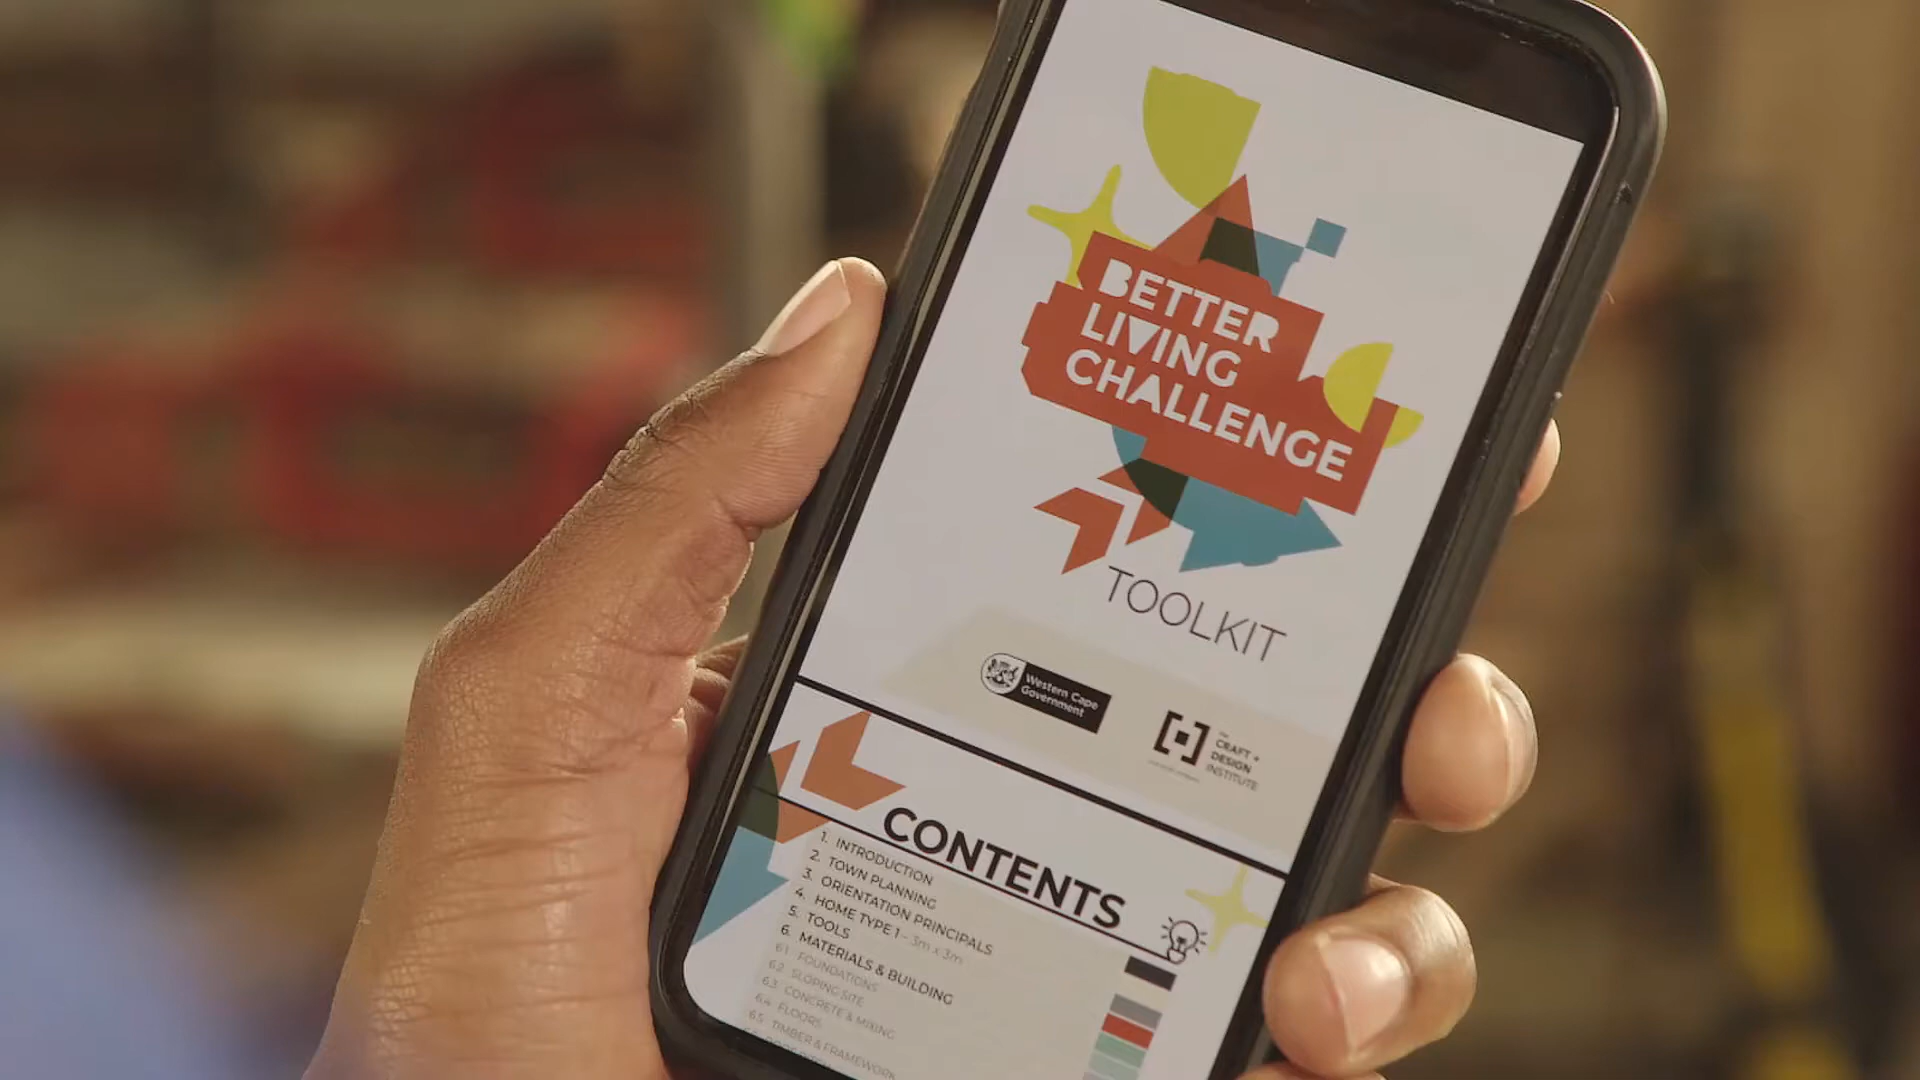 BETTER
LIVING
CHALLENGE
TOOLKIT
Western Cape
Government
CRAFT +
DESIGN
INSTITUTE
CONTENTS
1. INTRODUCTION
2. TOWN PLANNING
3. ORIENTATION PRINCIPALS
4. HOME TYPE 1 – 3m x 3m
5. TOOLS
6. MATERIALS & BUILDING
6.1 FOUNDATIONS
6.2 SLOPING SITE
6.3 CONCRETE & MIXING
6.4 FLOORS
6.5 TIMBER & FRAMEWORK